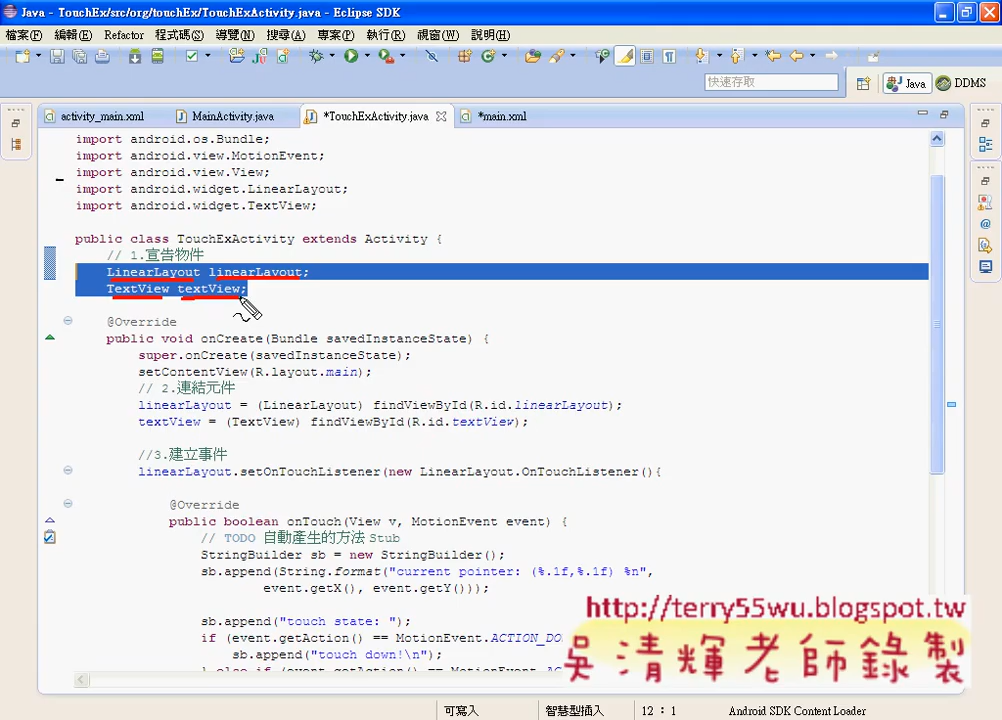 Java - TouchEx/src/org/touchEx/TouchExActivity.java - Eclipse SDK
檔案(F) 編輯(E) Refactor 程式碼(S) 導覽(N) 搜尋(A) 專案(P) 執行(R) 視窗(W) 說明(H)
快速存取 Java DDMS
activity_main.xml MainActivity.java *TouchExActivity.java *main.xml
import android.os.Bundle;
import android.view.MotionEvent;
import android.view.View;
import android.widget.LinearLayout;
import android.widget.TextView;
public class TouchExActivity extends Activity {
// 1.宣告物件
LinearLayout linearLayout;
TextView textView;
@Override
public void onCreate(Bundle savedInstanceState) {
super.onCreate(savedInstanceState);
setContentView(R.layout.main);
// 2.連結元件
linearLayout = (LinearLayout) findViewById(R.id.linearLayout);
textView = (TextView) findViewById(R.id.textView);
//3.建立事件
linearLayout.setOnTouchListener(new LinearLayout.OnTouchListener(){
@Override
public boolean onTouch(View v, MotionEvent event) {
// TODO 自動產生的方法 Stub
StringBuilder sb = new StringBuilder();
sb.append(String.format("current pointer: (%.1f,%.1f) %n",
event.getX(), event.getY()));
sb.append("touch state: ");
if (event.getAction() == MotionEvent.ACTION_DO
sb.append("touch down!\n");
} else if (event.getAction() == MotionEvent.AC
http://terry55wu.blogspot.tw
吳清輝老師錄製
可寫入 智慧型插入 12 : 1 Android SDK Content Loader